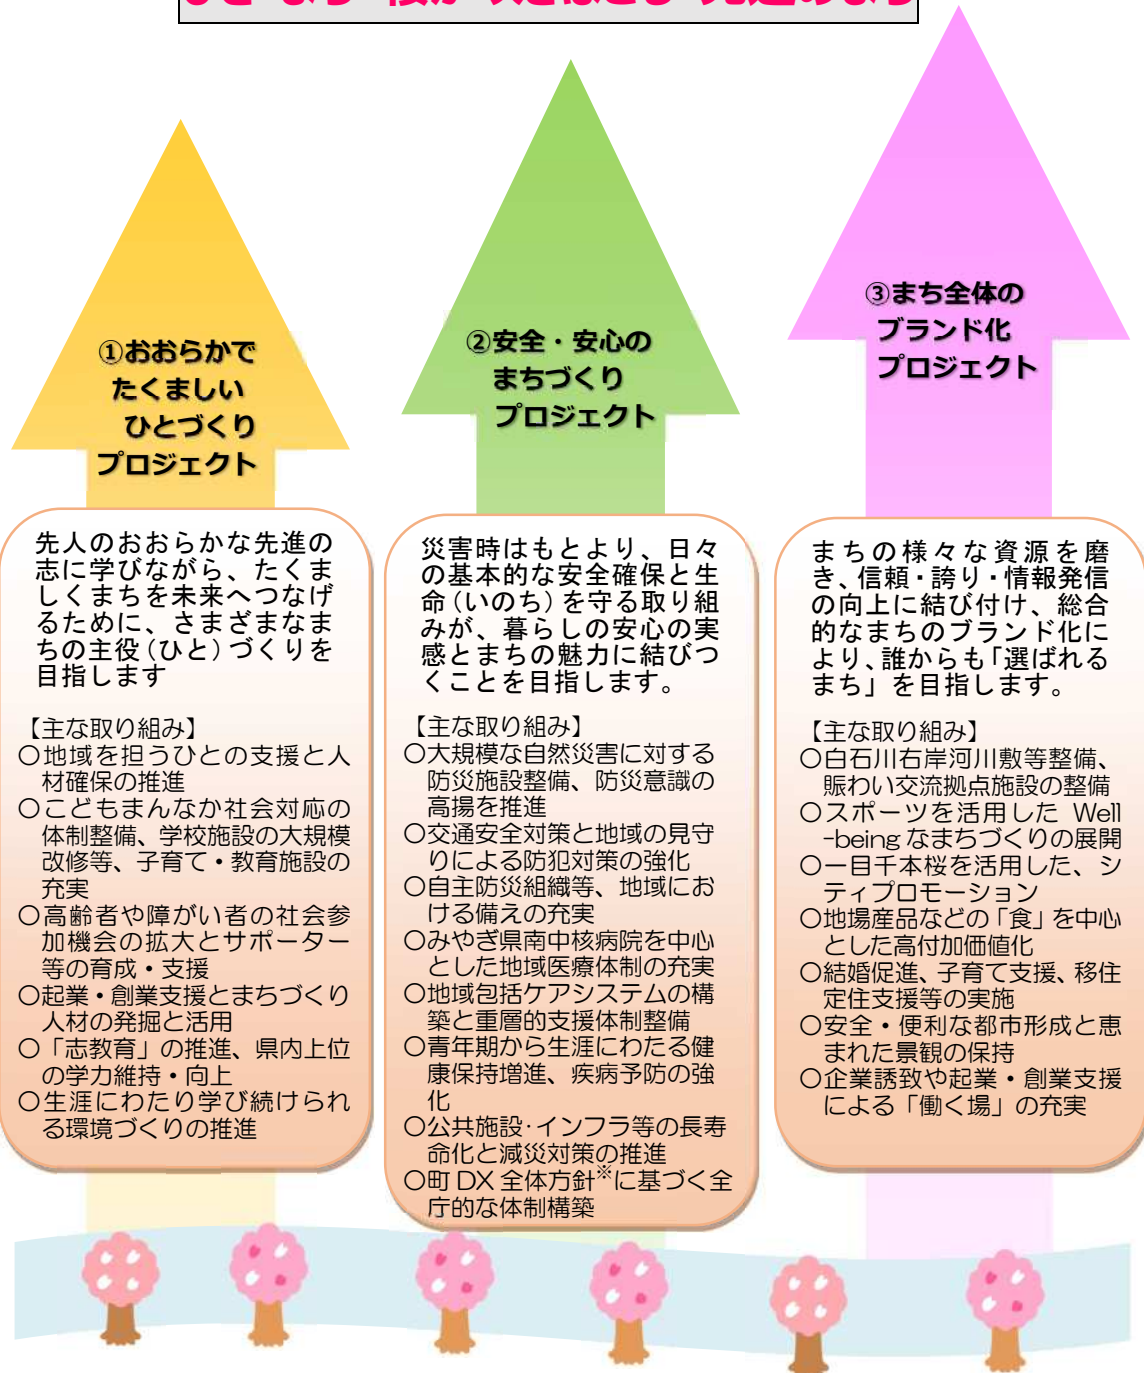 ①おおらかで
たくましい
ひとづくり
プロジェクト
②安全・安心の
まちづくり
プロジェクト
③まち全体の
ブランド化
プロジェクト
先人のおおらかな先進の
志に学びながら、たくま
しくまちを未来へつなげ
るために、さまざまなま
ちの主役(ひと)づくりを
目指します
【主な取り組み】
○地域を担うひとの支援と人
材確保の推進
○こどもまんなか社会対応の
体制整備、学校施設の大規模
改修等、子育て・教育施設の
充実
○高齢者や障がい者の社会参
加機会の拡大とサポーター
等の育成・支援
○起業・創業支援とまちづくり
人材の発掘と活用
○「志教育」の推進、県内上位
の学力維持・向上
○生涯にわたり学び続けられ
る環境づくりの推進
災害時はもとより、日々
の基本的な安全確保と生
命(いのち)を守る取り組
みが、暮らしの安心の実
感とまちの魅力に結びつ
くことを目指します。
【主な取り組み】
○大規模な自然災害に対する
防災施設整備、防災意識の
高揚を推進
○交通安全対策と地域の見守
りによる防犯対策の強化
○自主防災組織等、地域にお
ける備えの充実
○みやぎ県南中核病院を中心
とした地域医療体制の充実
○地域包括ケアシステムの構
築と重層的支援体制整備
○青年期から生涯にわたる健
康保持増進、疾病予防の強
化
○公共施設・インフラ等の長寿
命化と減災対策の推進
○町 DX 全体方針※に基づく全
庁的な体制構築
まちの様々な資源を磨
き、信頼・誇り・情報発信
の向上に結び付け、総合
的なまちのブランド化に
より、誰からも「選ばれる
まち」を目指します。
【主な取り組み】
○白石川右岸河川敷等整備、
賑わい交流拠点施設の整備
○スポーツを活用した Well
-being なまちづくりの展開
○一目千本桜を活用した、シ
ティプロモーション
○地場産品などの「食」を中心
とした高付加価値化
○結婚促進、子育て支援、移住
定住支援等の実施
○安全・便利な都市形成と恵
まれた景観の保持
○企業誘致や起業・創業支援
による「働く場」の充実